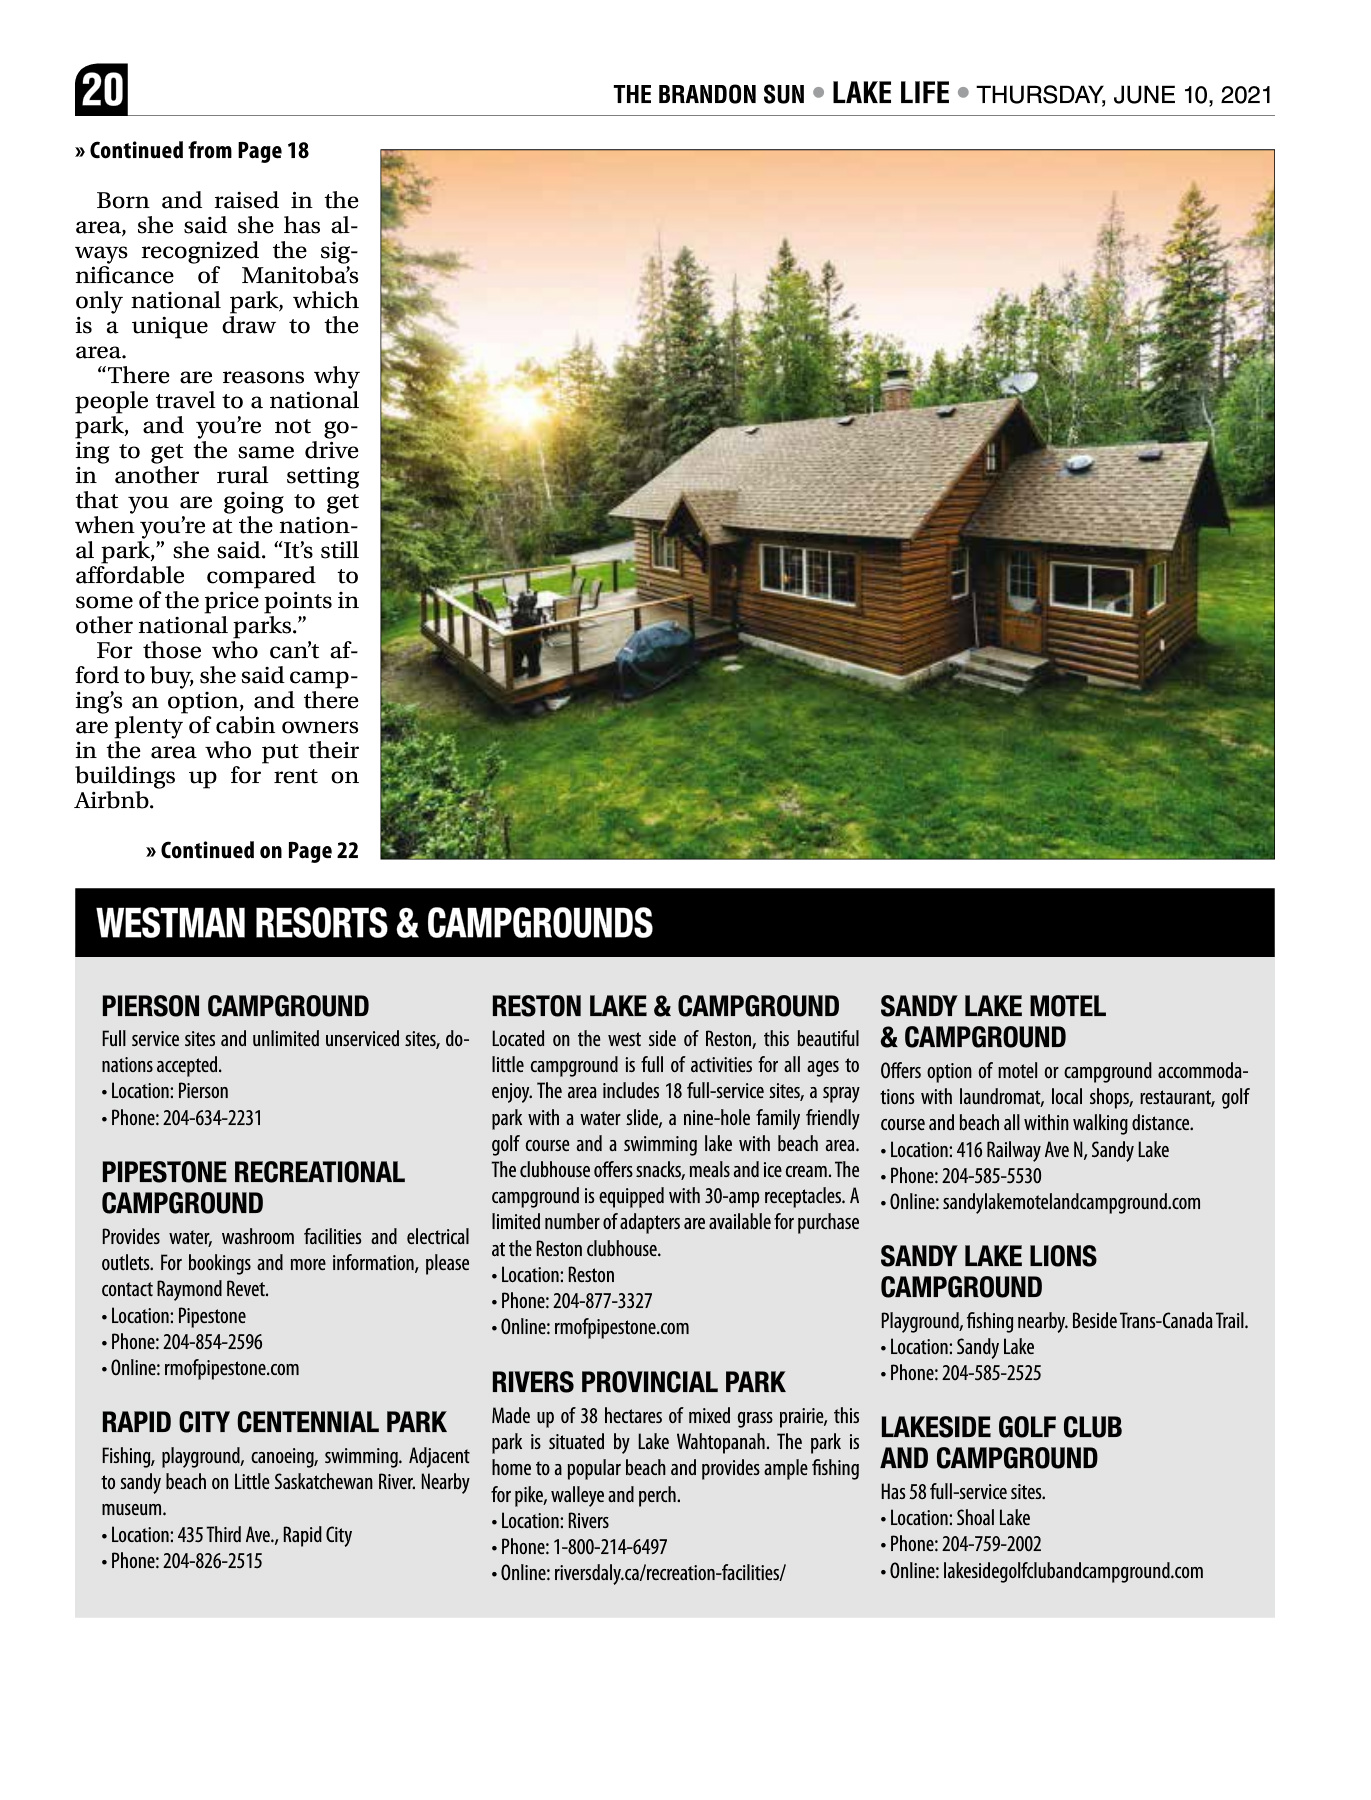 20
THE BRANDON SUN • LAKE LIFE • THURSDAY, JUNE 10, 2021
» Continued from Page 18
Born and raised in the
area, she said she has al-
ways recognized the sig-
nificance of Manitoba’s
only national park, which
is a unique draw to the
area.
“There are reasons why
people travel to a national
park, and you’re not go-
ing to get the same drive
in another rural setting
that you are going to get
when you’re at the nation-
al park,” she said. “It’s still
affordable compared to
some of the price points in
other national parks.”
For those who can’t af-
ford to buy, she said camp-
ing’s an option, and there
are plenty of cabin owners
in the area who put their
buildings up for rent on
Airbnb.
» Continued on Page 22
WESTMAN RESORTS & CAMPGROUNDS
PIERSON CAMPGROUND
Full service sites and unlimited unserviced sites, do-
nations accepted.
• Location: Pierson
• Phone: 204-634-2231
PIPESTONE RECREATIONAL
CAMPGROUND
Provides water, washroom facilities and electrical
outlets. For bookings and more information, please
contact Raymond Revet.
• Location: Pipestone
• Phone: 204-854-2596
• Online: rmofpipestone.com
RAPID CITY CENTENNIAL PARK
Fishing, playground, canoeing, swimming. Adjacent
to sandy beach on Little Saskatchewan River. Nearby
museum.
• Location: 435 Third Ave., Rapid City
• Phone: 204-826-2515
RESTON LAKE & CAMPGROUND
Located on the west side of Reston, this beautiful
little campground is full of activities for all ages to
enjoy. The area includes 18 full-service sites, a spray
park with a water slide, a nine-hole family friendly
golf course and a swimming lake with beach area.
The clubhouse offers snacks, meals and ice cream. The
campground is equipped with 30-amp receptacles. A
limited number of adapters are available for purchase
at the Reston clubhouse.
• Location: Reston
• Phone: 204-877-3327
• Online: rmofpipestone.com
RIVERS PROVINCIAL PARK
Made up of 38 hectares of mixed grass prairie, this
park is situated by Lake Wahtopanah. The park is
home to a popular beach and provides ample fishing
for pike, walleye and perch.
• Location: Rivers
• Phone: 1-800-214-6497
• Online: riversdaly.ca/recreation-facilities/
SANDY LAKE MOTEL
& CAMPGROUND
Offers option of motel or campground accommoda-
tions with laundromat, local shops, restaurant, golf
course and beach all within walking distance.
• Location: 416 Railway Ave N, Sandy Lake
• Phone: 204-585-5530
• Online: sandylakemotelandcampground.com
SANDY LAKE LIONS
CAMPGROUND
Playground, fishing nearby. Beside Trans-Canada Trail.
• Location: Sandy Lake
• Phone: 204-585-2525
LAKESIDE GOLF CLUB
AND CAMPGROUND
Has 58 full-service sites.
• Location: Shoal Lake
• Phone: 204-759-2002
• Online: lakesidegolfclubandcampground.com